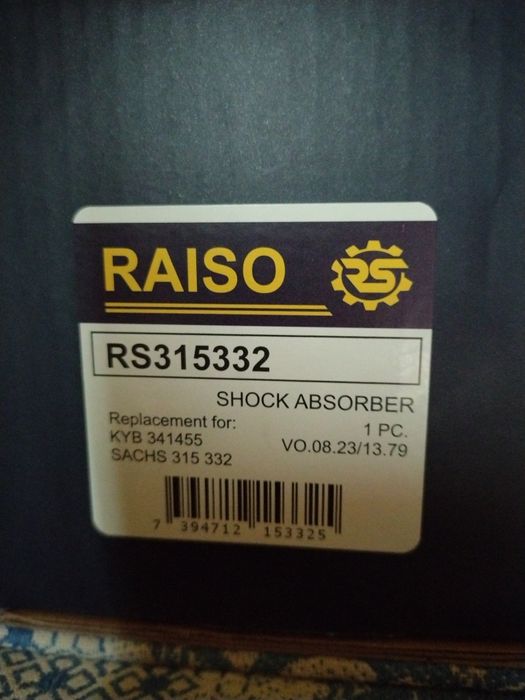 RAISO
RS
RS315332
SHOCK ABSORBER
Replacement for:
1 PC.
KYB 341455
VO.08.23/13.79
SACHS 315 332
7 394712 153325